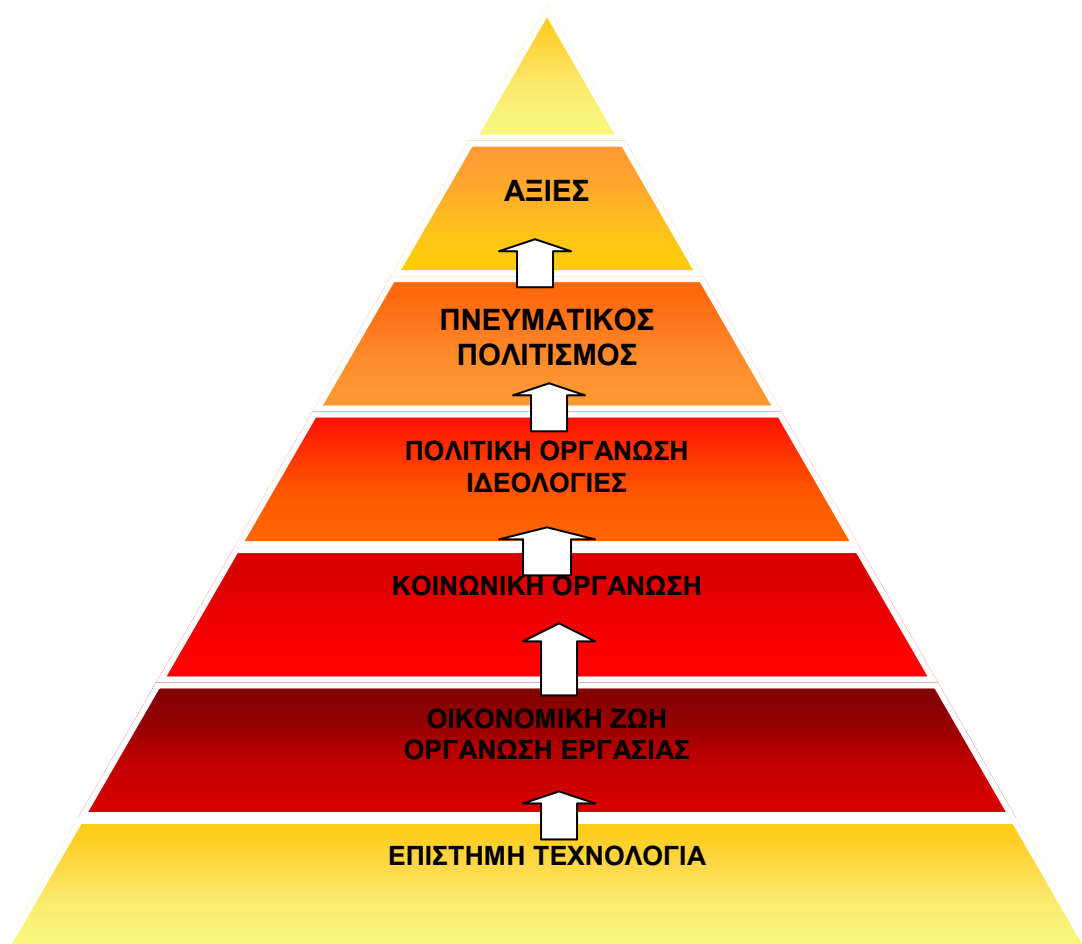 ΑΞΙΕΣ
ΠΝΕΥΜΑΤΙΚΟΣ
ΠΟΛΙΤΙΣΜΟΣ
ΠΟΛΙΤΙΚΗ ΟΡΓΑΝΩΣΗ
ΙΔΕΟΛΟΓΙΕΣ
ΚΟΙΝΩΝΙΚΗ ΟΡΓΑΝΩΣΗ
ΟΙΚΟΝΟΜΙΚΗ ΖΩΗ
ΟΡΓΑΝΩΣΗ ΕΡΓΑΣΙΑΣ
ΕΠΙΣΤΗΜΗ ΤΕΧΝΟΛΟΓΙΑ